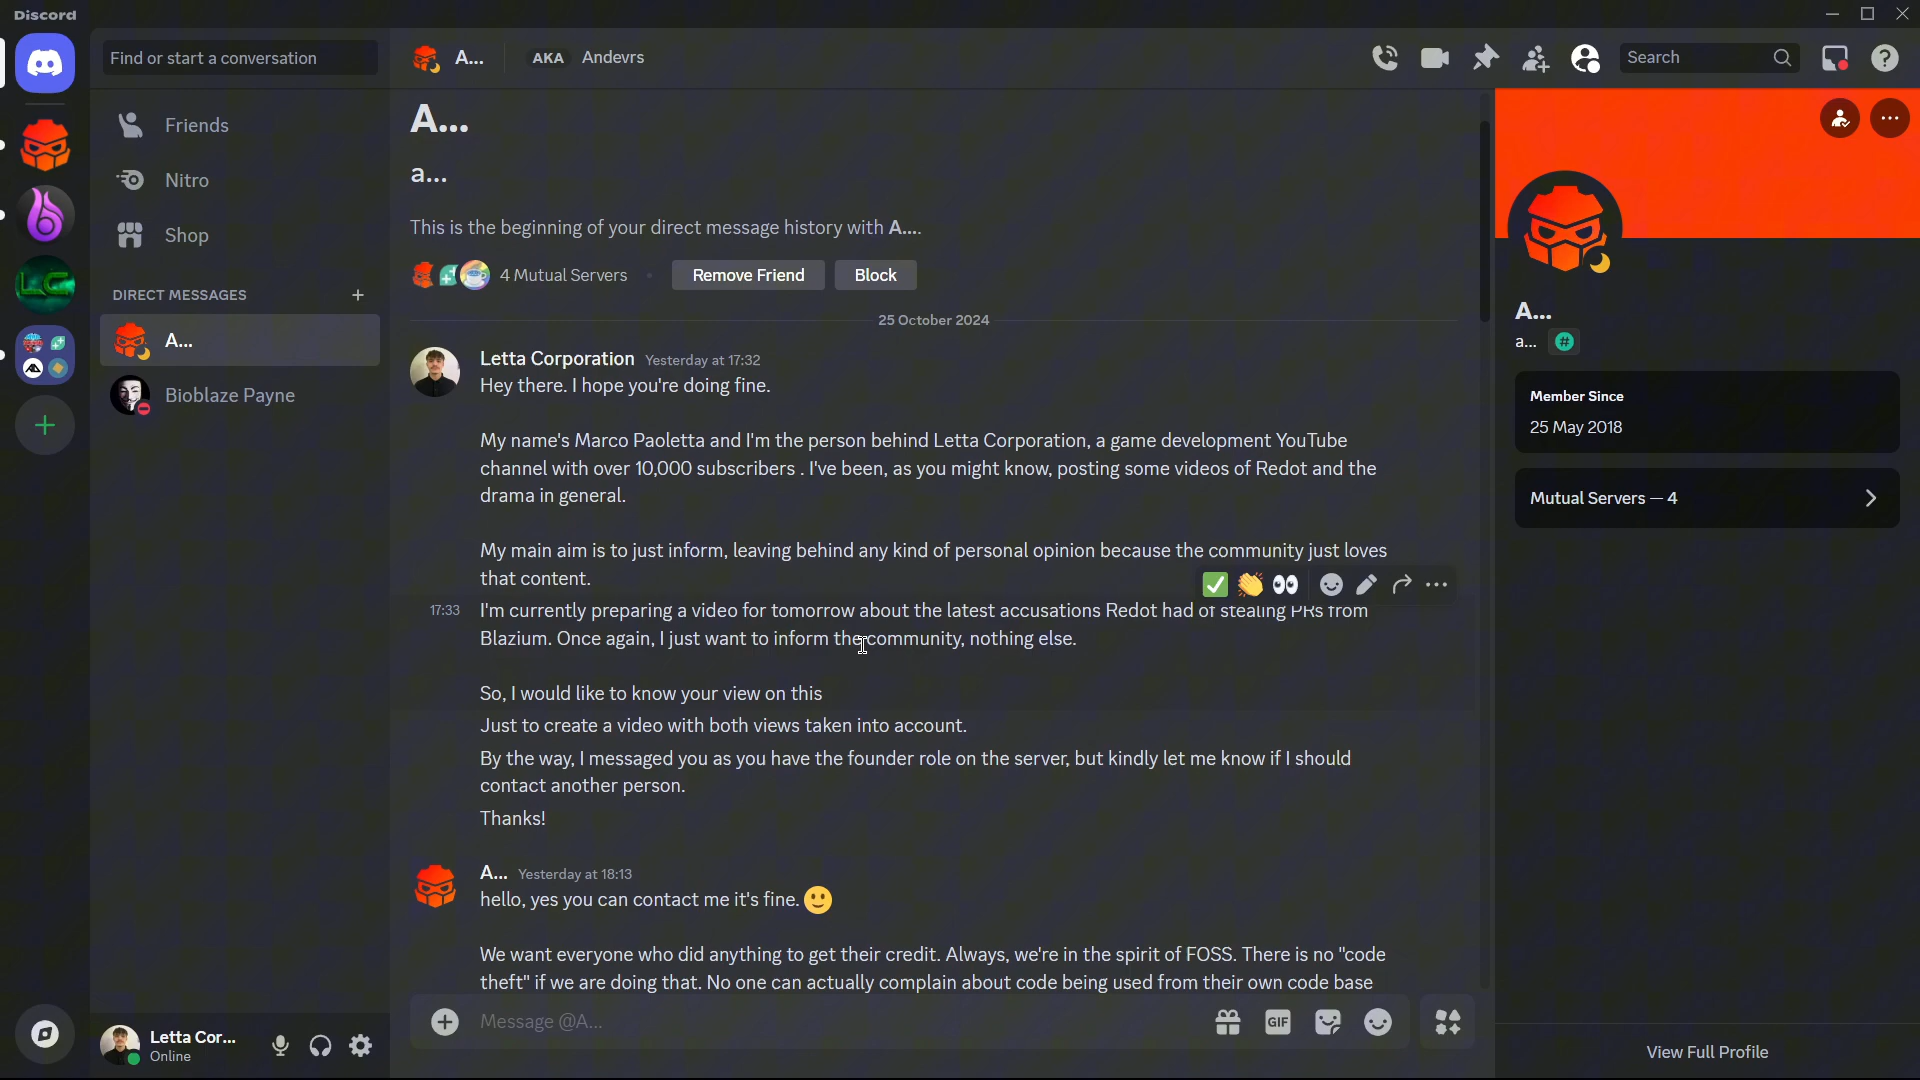 Discord
Find or start a conversation
A...
AKA
Andevrs
Search
Friends
Nitro
Shop
DIRECT MESSAGES
A...
Bioblaze Payne
LG
A...
a...
This is the beginning of your direct message history with A....
4 Mutual Servers
Remove Friend
Block
25 October 2024
Letta Corporation Yesterday at 17:32
Hey there. I hope you're doing fine.
My name's Marco Paoletta and I'm the person behind Letta Corporation, a game development YouTube
channel with over 10,000 subscribers . I've been, as you might know, posting some videos of Redot and the
drama in general.
My main aim is to just inform, leaving behind any kind of personal opinion because the community just loves
that content.
17:33 I'm currently preparing a video for tomorrow about the latest accusations Redot had of stealing PRs from
Blazium. Once again, I just want to inform the community, nothing else.
So, I would like to know your view on this
Just to create a video with both views taken into account.
By the way, I messaged you as you have the founder role on the server, but kindly let me know if I should
contact another person.
Thanks!
A... Yesterday at 18:13
hello, yes you can contact me it's fine.
We want everyone who did anything to get their credit. Always, we're in the spirit of FOSS. There is no "code
theft" if we are doing that. No one can actually complain about code being used from their own code base
Message @A...
GIF
Letta Cor...
Online
A...
a...
Member Since
25 May 2018
Mutual Servers — 4
View Full Profile